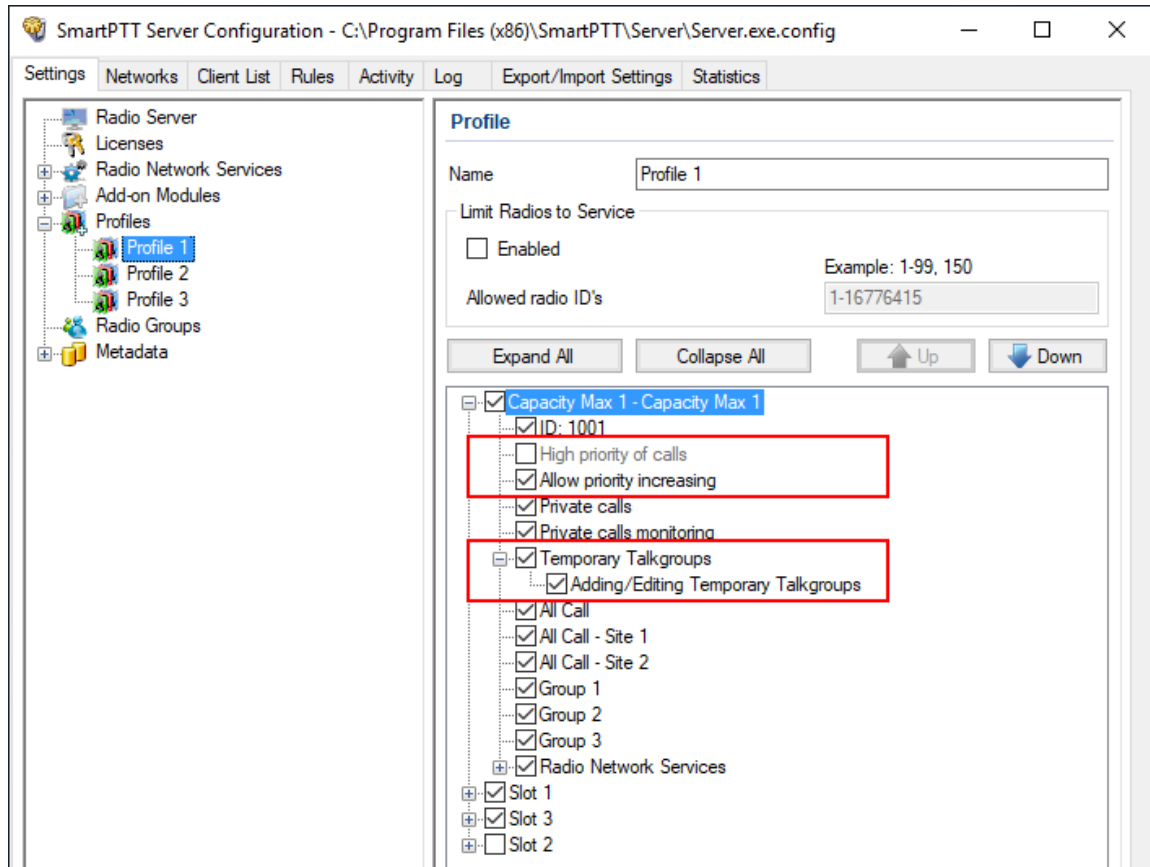 SmartPTT Server Configuration - C:\Program Files (x86)\SmartPTT\Server\Server.exe.config
Settings Networks Client List Rules Activity Log Export/Import Settings Statistics
Radio Server
Licenses
Radio Network Services
Add-on Modules
Profiles
Profile 1
Profile 2
Profile 3
Radio Groups
Metadata
Profile
Name Profile 1
Limit Radios to Service
Enabled
Example: 1-99, 150
Allowed radio ID's 1-16776415
Expand All Collapse All Up Down
Capacity Max 1 - Capacity Max 1
ID: 1001
High priority of calls
Allow priority increasing
Private calls
Private calls monitoring
Temporary Talkgroups
Adding/Editing Temporary Talkgroups
All Call
All Call - Site 1
All Call - Site 2
Group 1
Group 2
Group 3
Radio Network Services
Slot 1
Slot 3
Slot 2